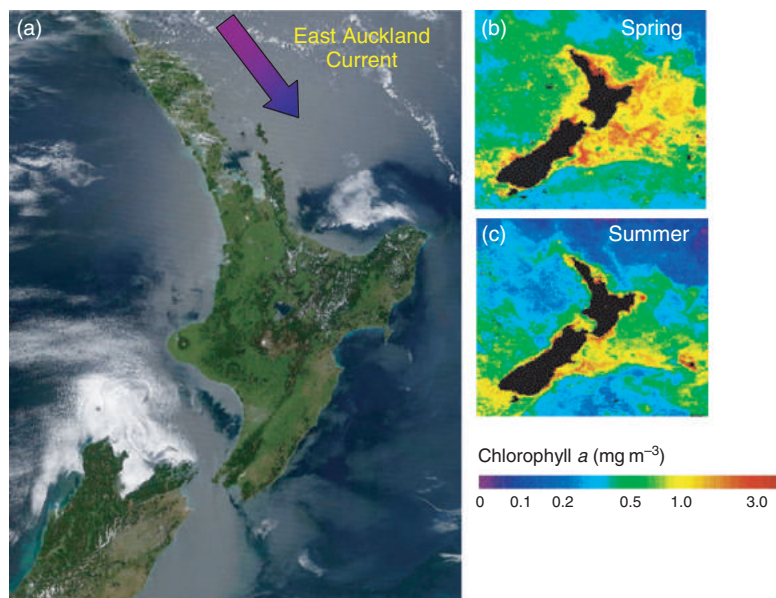 (a)
East Auckland
Current
(b)
Spring
(c)
Summer
Chlorophyll a (mg m⁻³)
0 0.1 0.2 0.5 1.0 3.0